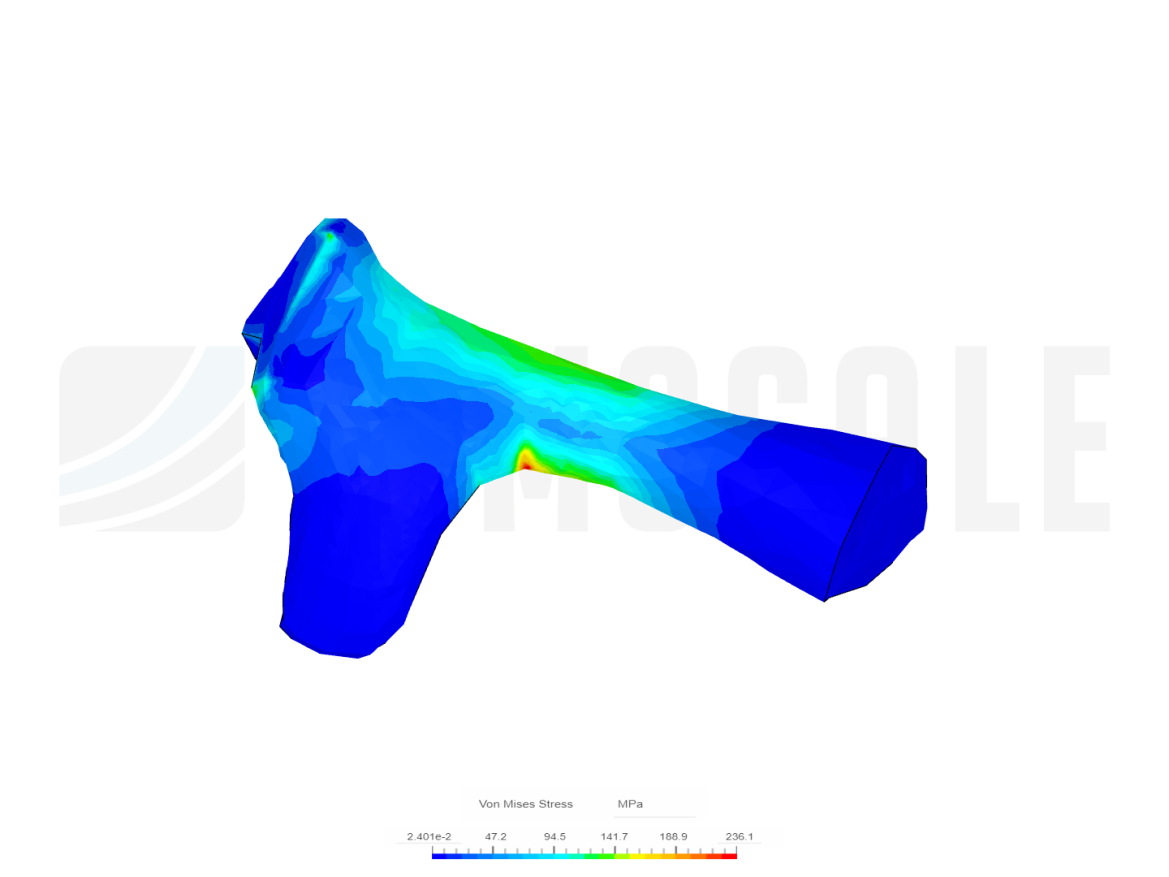 Von Mises Stress MPa
2.401e-2 47.2 94.5 141.7 188.9 236.1